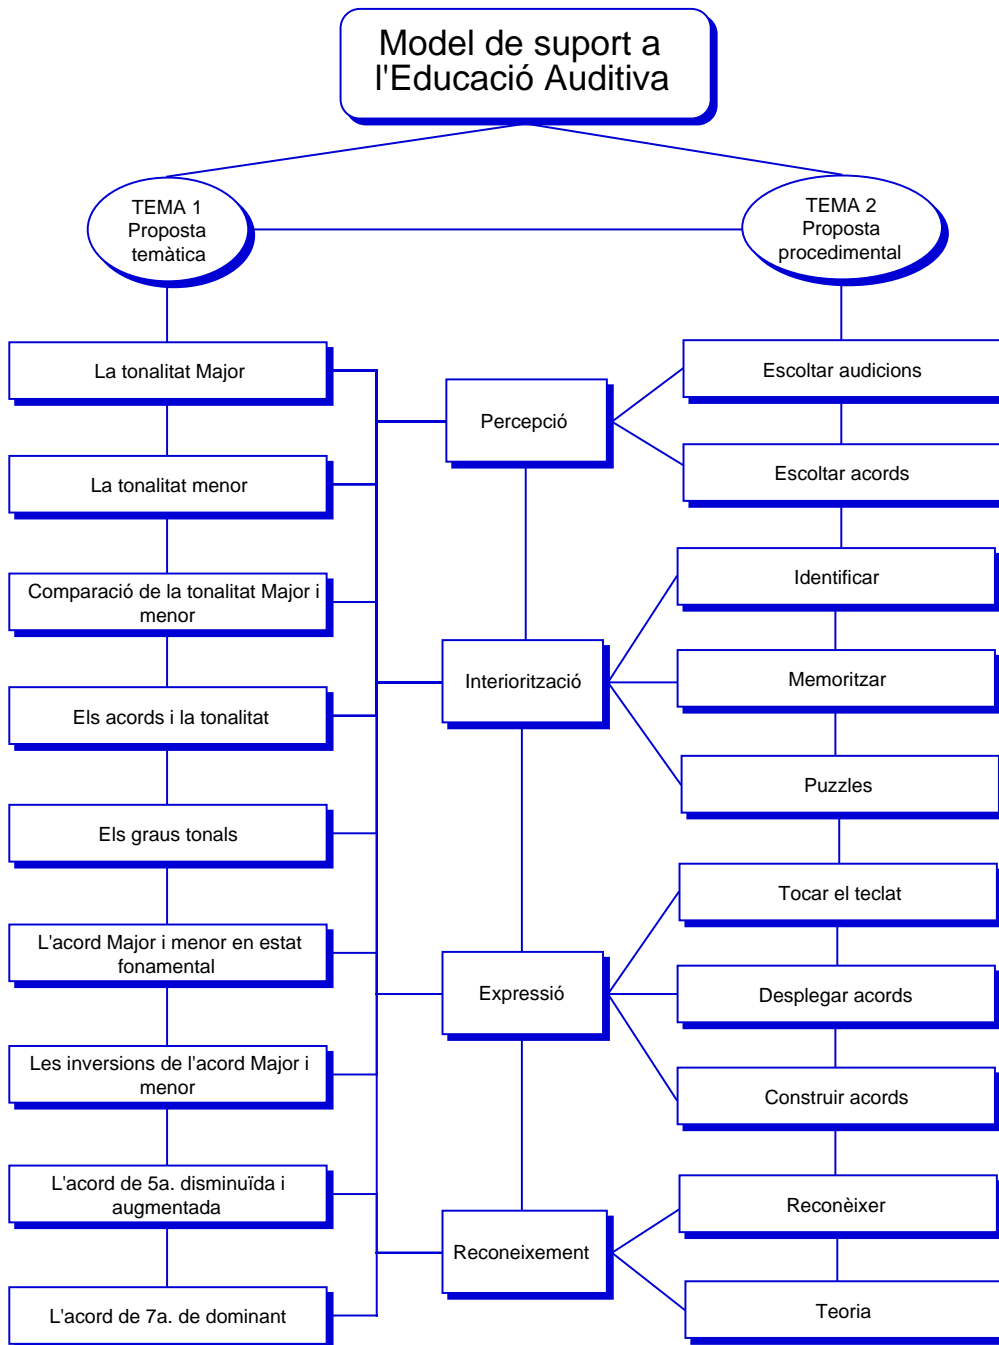 Model de suport a
l'Educació Auditiva
TEMA 1
Proposta
temàtica
TEMA 2
Proposta
procedimental
La tonalitat Major
La tonalitat menor
Comparació de la tonalitat Major i
menor
Els acords i la tonalitat
Els graus tonals
L'acord Major i menor en estat
fonamental
Les inversions de l'acord Major i
menor
L'acord de 5a. disminuïda i
augmentada
L'acord de 7a. de dominant
Percepció
Interiorització
Expressió
Reconeixement
Escoltar audicions
Escoltar acords
Identificar
Memoritzar
Puzzles
Tocar el teclat
Desplegar acords
Construir acords
Reconèixer
Teoria